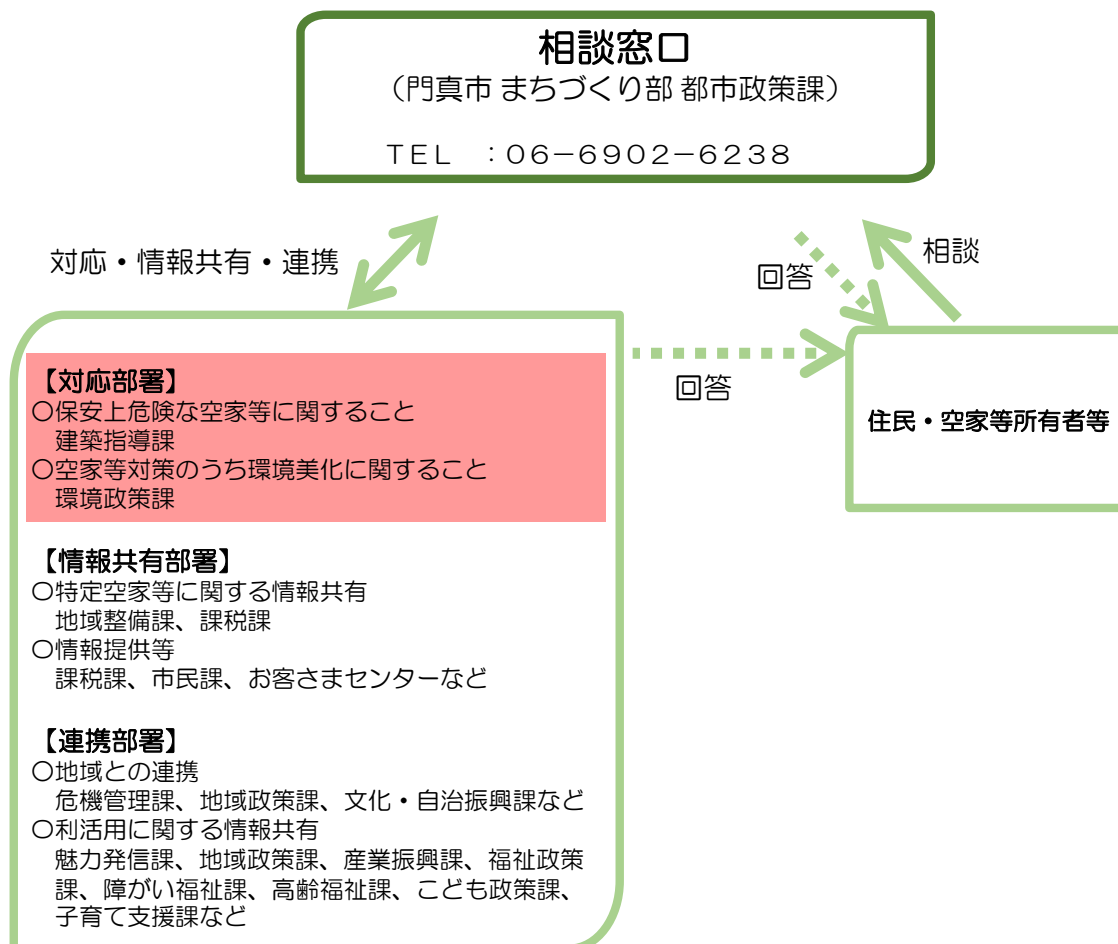 相談窓口
（門真市 まちづくり部 都市政策課）
ＴＥＬ ：０６－６９０２－６２３８
対応・情報共有・連携
相談
回答
回答
【対応部署】
〇保安上危険な空家等に関すること
建築指導課
〇空家等対策のうち環境美化に関すること
環境政策課
【情報共有部署】
〇特定空家等に関する情報共有
地域整備課、課税課
〇情報提供等
課税課、市民課、お客さまセンターなど
【連携部署】
〇地域との連携
危機管理課、地域政策課、文化・自治振興課など
〇利活用に関する情報共有
魅力発信課、地域政策課、産業振興課、福祉政策
課、障がい福祉課、高齢福祉課、こども政策課、
子育て支援課など
住民・空家等所有者等